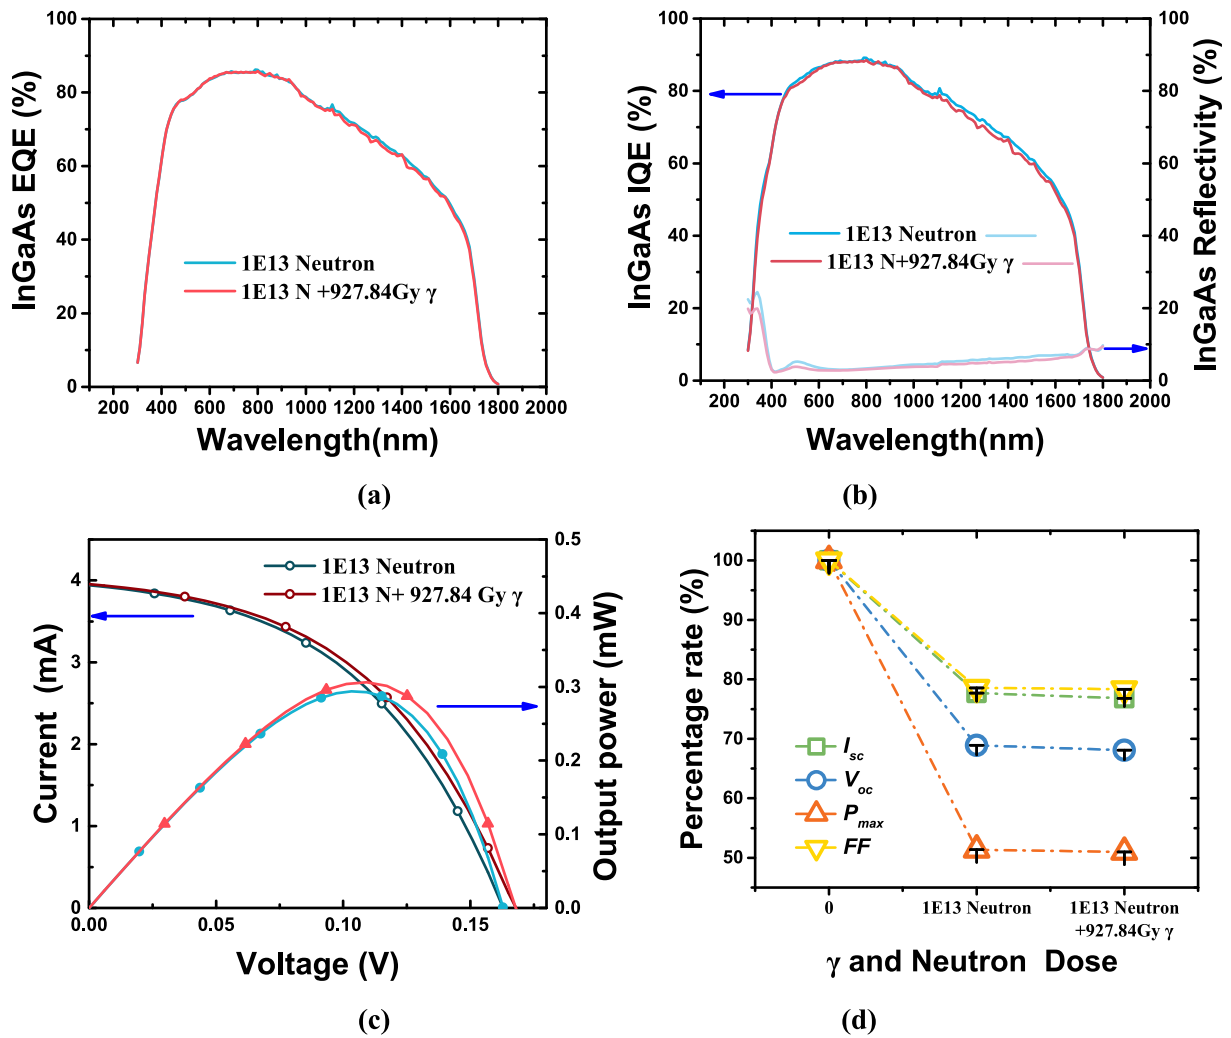 100
80
60
40
20
0
InGaAs EQE (%)
1E13 Neutron
1E13 N +927.84Gy γ
200 400 600 800 1000 1200 1400 1600 1800 2000
Wavelength(nm)
(a)
100
80
60
40
20
0
InGaAs IQE (%)
1E13 Neutron
1E13 N+927.84Gy γ
100
80
60
40
20
0
InGaAs Reflectivity (%)
200 400 600 800 1000 1200 1400 1600 1800 2000
Wavelength(nm)
(b)
4
3
2
1
0
Current (mA)
1E13 Neutron
1E13 N+ 927.84 Gy γ
0.5
0.4
0.3
0.2
0.1
0.0
Output power (mW)
0.00 0.05 0.10 0.15
Voltage (V)
(c)
100
90
80
70
60
50
Percentage rate (%)
Isc
Voc
Pmax
FF
0 1E13 Neutron 1E13 Neutron
+927.84Gy γ
γ and Neutron Dose
(d)